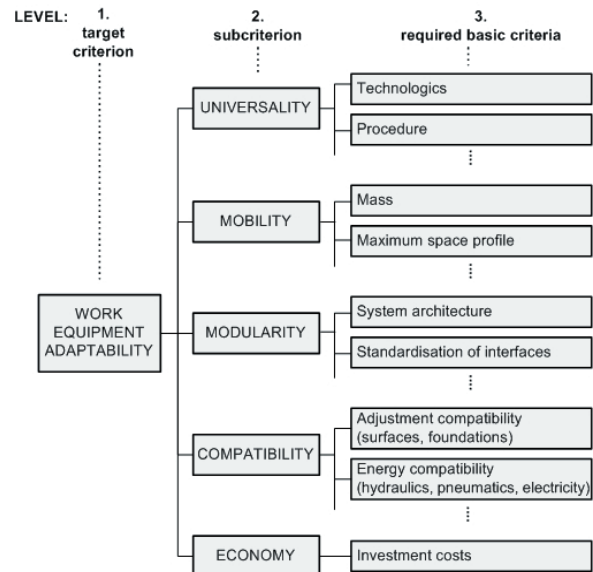 LEVEL: 1. 2. 3.
target subcriterion required basic criteria
criterion
UNIVERSALITY
Technologics
Procedure
MOBILITY
Mass
Maximum space profile
WORK
EQUIPMENT
ADAPTABILITY
MODULARITY
System architecture
Standardisation of interfaces
COMPATIBILITY
Adjustment compatibility
(surfaces, foundations)
Energy compatibility
(hydraulics, pneumatics, electricity)
ECONOMY
Investment costs